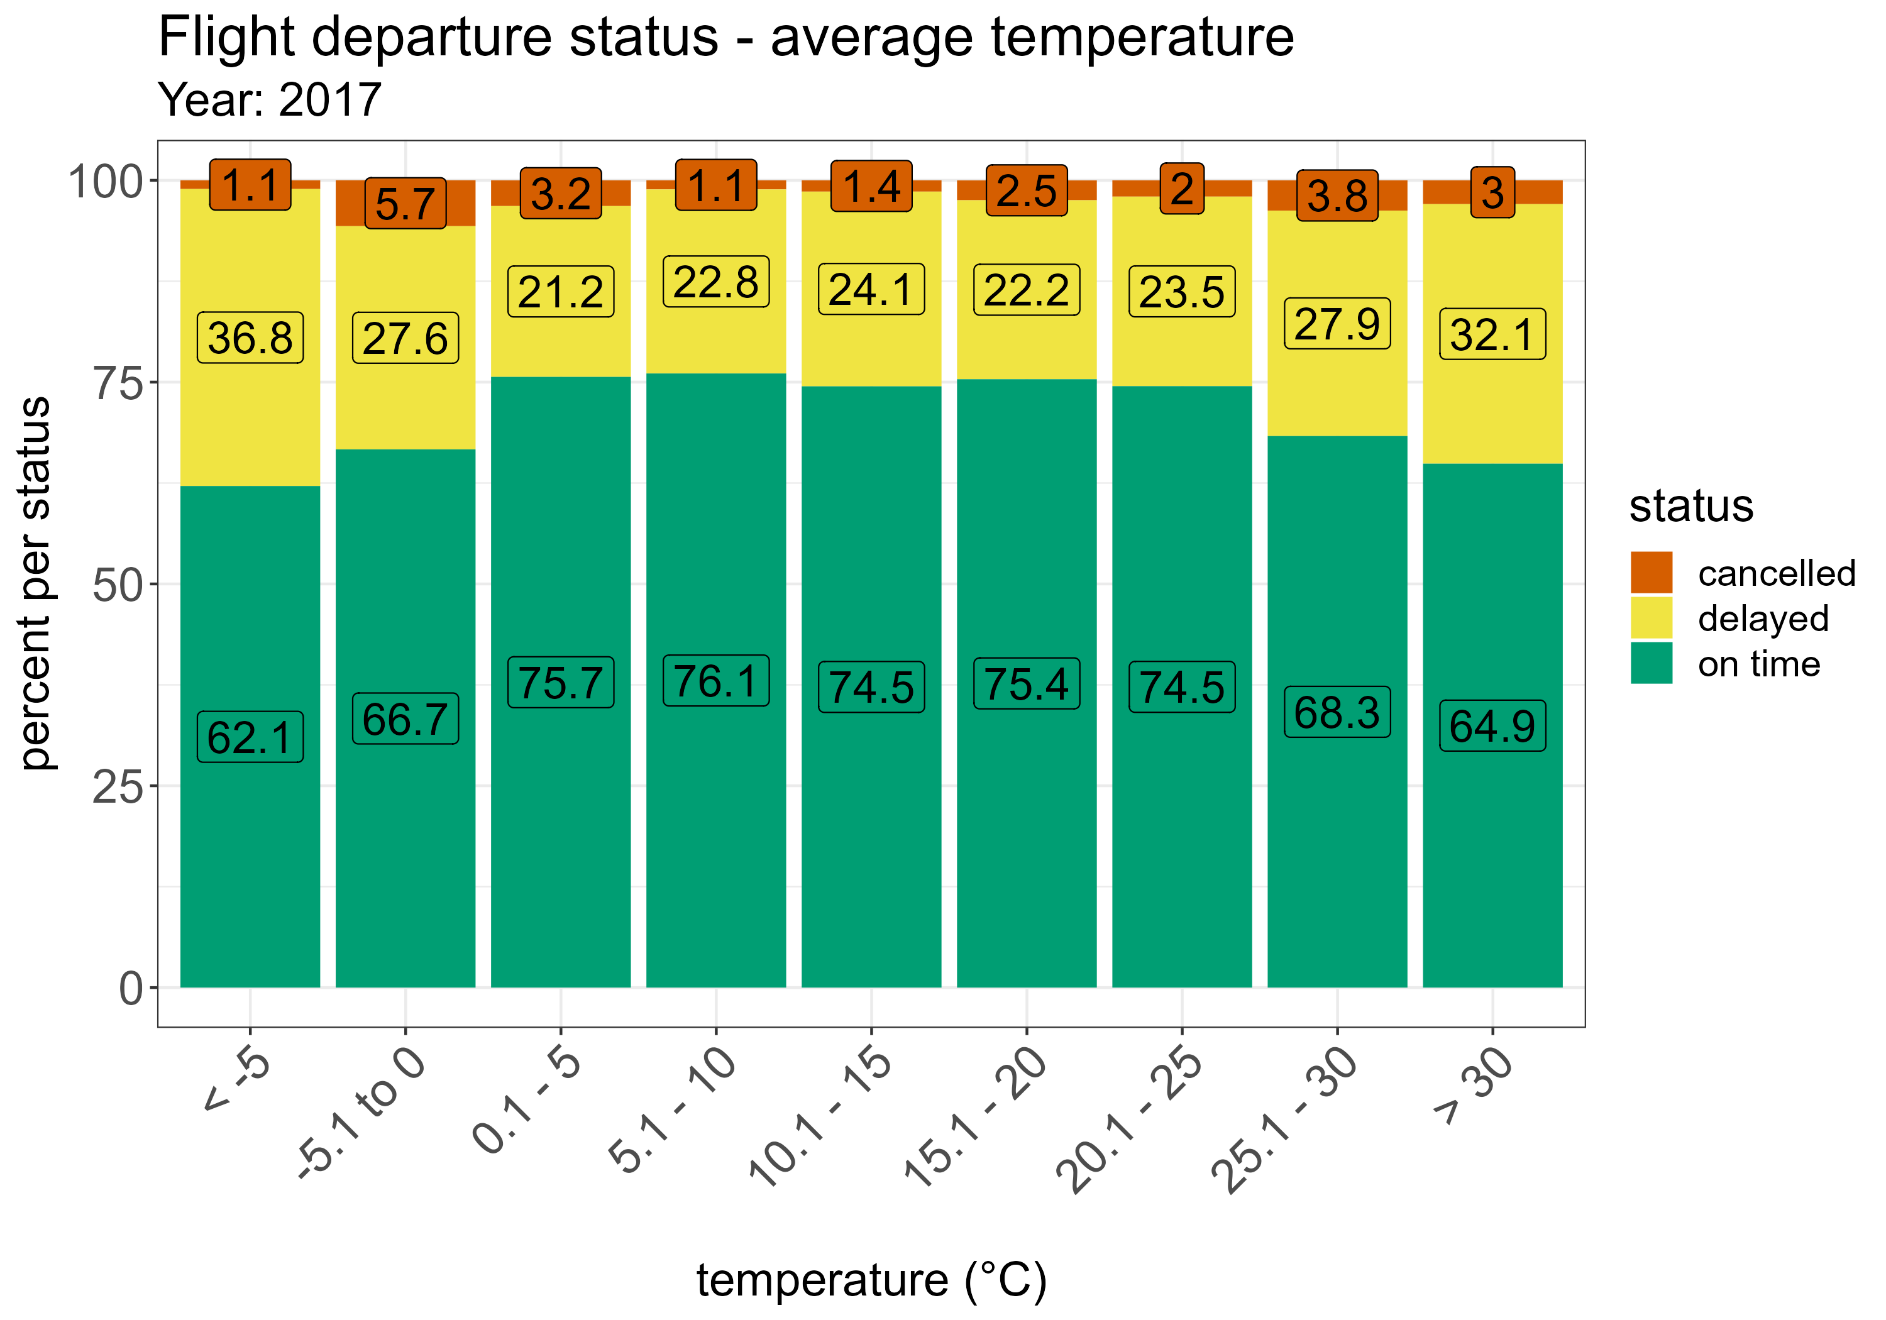 Flight departure status - average temperature
Year: 2017
percent per status
100
75
50
25
0
1.1 5.7 3.2 1.1 1.4 2.5 2 3.8 3
36.8 27.6 21.2 22.8 24.1 22.2 23.5 27.9 32.1
62.1 66.7 75.7 76.1 74.5 75.4 74.5 68.3 64.9
< -5
-5.1 to 0
0.1 - 5
5.1 - 10
10.1 - 15
15.1 - 20
20.1 - 25
25.1 - 30
> 30
temperature (°C)
status
cancelled
delayed
on time